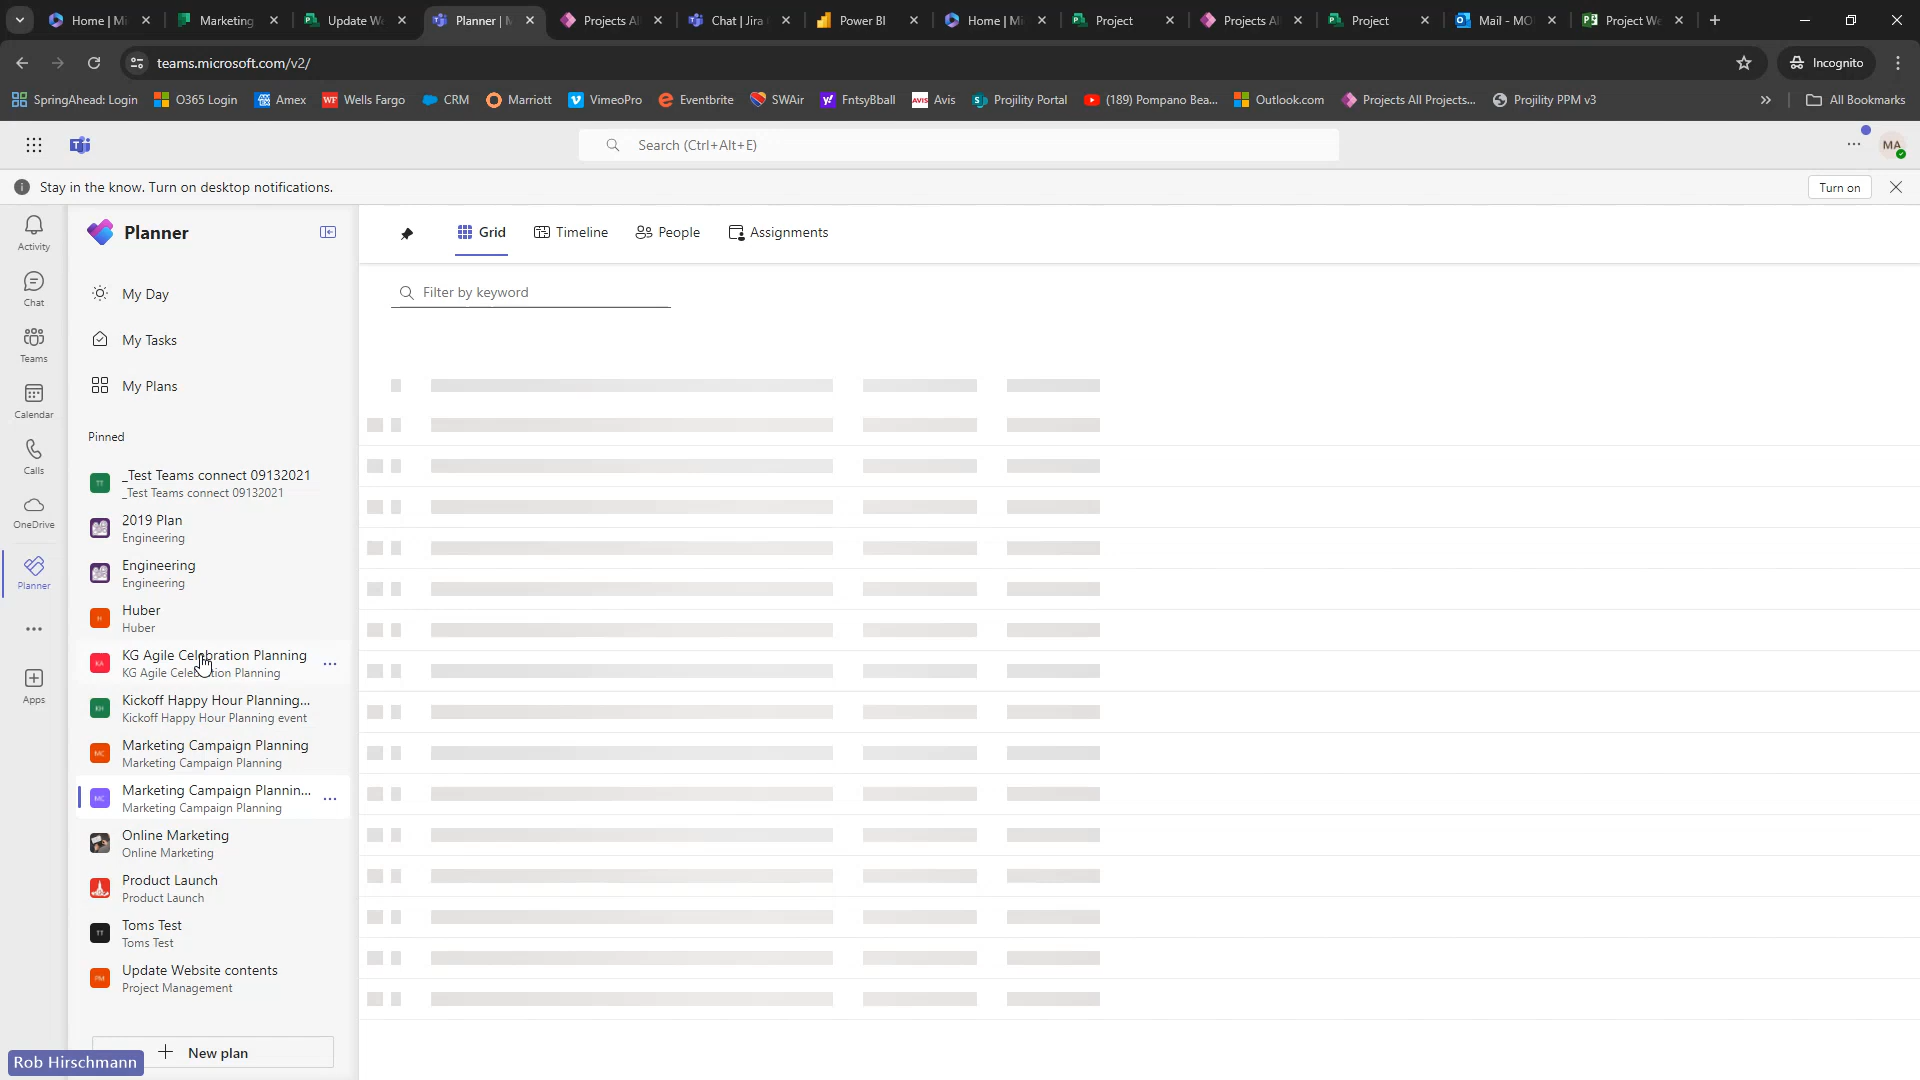 Home | Mi
Marketing
Update We
Planner | M
Projects Al
Chat | Jira
Power BI
Home | Mi
Project
Projects Al
Project
Mail - MO
Project We
teams.microsoft.com/v2/
Incognito
SpringAhead: Login
O365 Login
Amex
Wells Fargo
CRM
Marriott
VimeoPro
Eventbrite
SWAir
FntsyBball
Avis
Projility Portal
(189) Pompano Bea...
Outlook.com
Projects All Projects...
Projility PPM v3
All Bookmarks
Search (Ctrl+Alt+E)
MA
Stay in the know. Turn on desktop notifications.
Turn on
Activity
Chat
Teams
Calendar
Calls
OneDrive
Planner
Apps
Planner
My Day
My Tasks
My Plans
Pinned
_Test Teams connect 09132021
_Test Teams connect 09132021
2019 Plan
Engineering
Engineering
Engineering
Huber
Huber
KG Agile Celebration Planning
KG Agile Celebration Planning
Kickoff Happy Hour Planning...
Kickoff Happy Hour Planning event
Marketing Campaign Planning
Marketing Campaign Planning
Marketing Campaign Plannin...
Marketing Campaign Planning
Online Marketing
Online Marketing
Product Launch
Product Launch
Toms Test
Toms Test
Update Website contents
Project Management
New plan
Rob Hirschmann
Grid
Timeline
People
Assignments
Filter by keyword